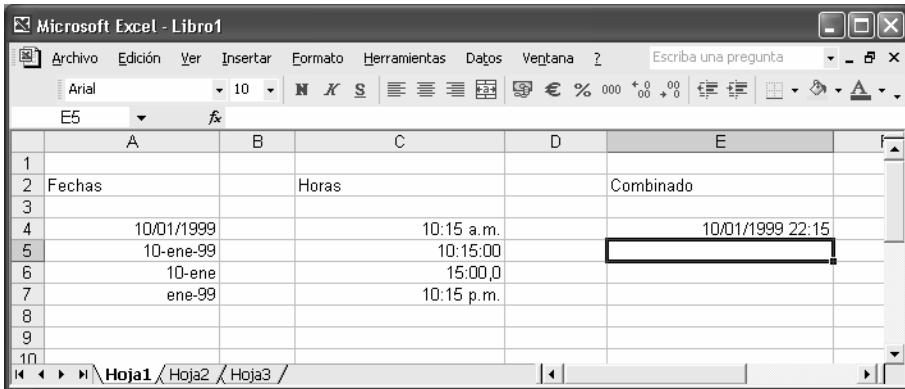 Microsoft Excel - Libro1
Archivo Edición Ver Insertar Formato Herramientas Datos Ventana ? Escriba una pregunta
Arial 10 N K S € % 000
E5 fx
A B C D E
1
2 Fechas Horas Combinado
3
4 10/01/1999 10:15 a.m. 10/01/1999 22:15
5 10-ene-99 10:15:00
6 10-ene 15:00,0
7 ene-99 10:15 p.m.
8
9
10
Hoja1 Hoja2 Hoja3